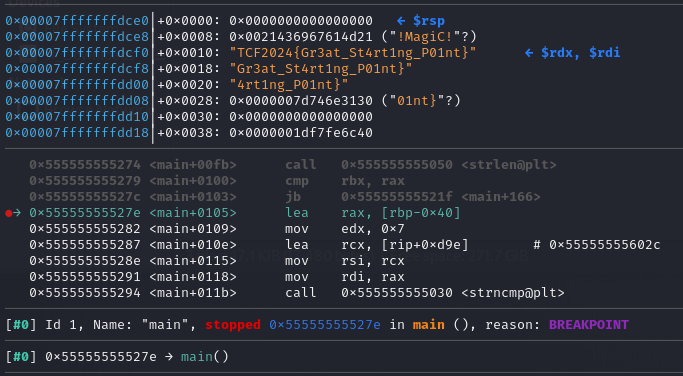 0x00007fffffffdce0│+0x0000: 0x0000000000000000   ← $rsp
0x00007fffffffdce8│+0x0008: 0x0021436967614d21 ("!MagiC!"?)
0x00007fffffffdcf0│+0x0010: "TCF2024{Gr3at_St4rt1ng_P01nt}"      ← $rdx, $rdi
0x00007fffffffdcf8│+0x0018: "Gr3at_St4rt1ng_P01nt}"
0x00007fffffffdd00│+0x0020: "4rt1ng_P01nt}"
0x00007fffffffdd08│+0x0028: 0x0000007d746e3130 ("01nt}"?)
0x00007fffffffdd10│+0x0030: 0x0000000000000000
0x00007fffffffdd18│+0x0038: 0x0000001df7fe6c40
0x555555555274 <main+00fb>      call   0x555555555050 <strlen@plt>
0x555555555279 <main+0100>      cmp    rbx, rax
0x55555555527c <main+0103>      jb     0x55555555521f <main+166>
●→ 0x55555555527e <main+0105>      lea    rax, [rbp-0x40]
0x555555555282 <main+0109>      mov    edx, 0x7
0x555555555287 <main+010e>      lea    rcx, [rip+0xd9e]        # 0x55555555602c
0x55555555528e <main+0115>      mov    rsi, rcx
0x555555555291 <main+0118>      mov    rdi, rax
0x555555555294 <main+011b>      call   0x555555555030 <strncmp@plt>
[#0] Id 1, Name: "main", stopped 0x55555555527e in main (), reason: BREAKPOINT
[#0] 0x55555555527e → main()